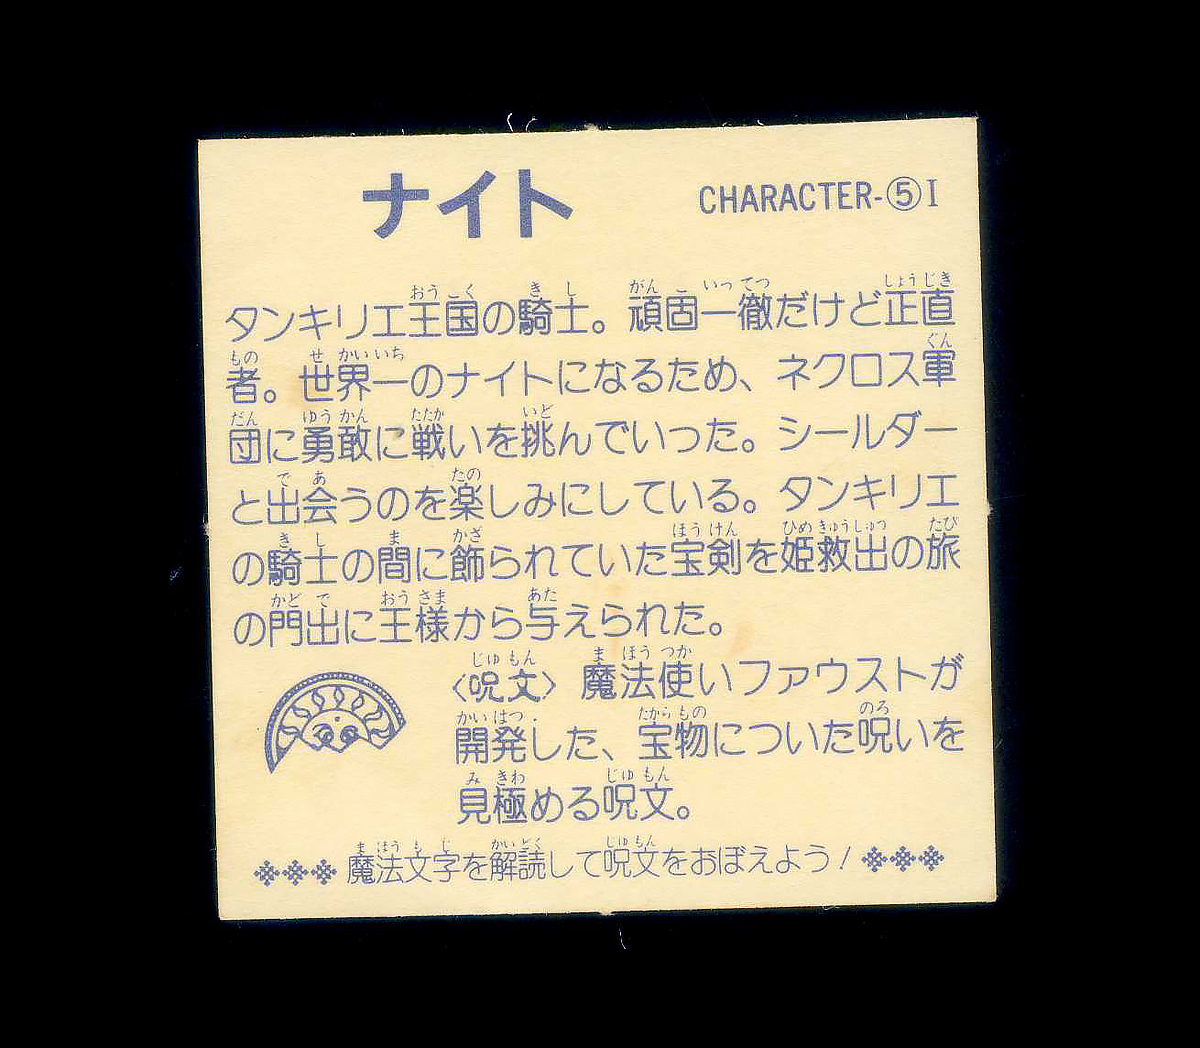 ナイト
CHARACTER-⑤I
タンキリエ王国の騎士。頑固一徹だけど正直
者。世界一のナイトになるため、ネクロス軍
団に勇敢に戦いを挑んでいった。シールダー
と出会うのを楽しみにしている。タンキリエ
の騎士の間に飾られていた宝剣を姫救出の旅
の門出に王様から与えられた。
〈呪文〉魔法使いファウストが
開発した、宝物についた呪いを
見極める呪文。
魔法文字を解読して呪文をおぼえよう!